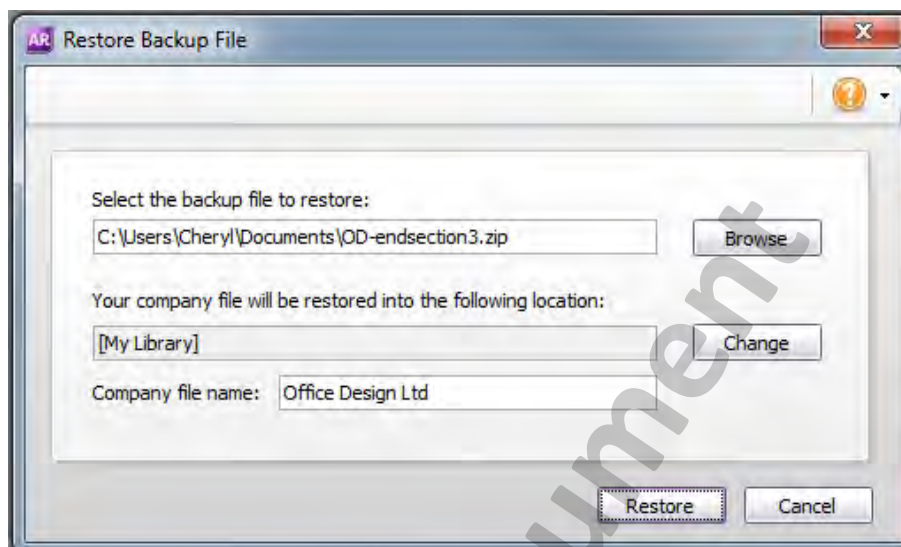 AR Restore Backup File
Select the backup file to restore:
C:\Users\Cheryl\Documents\OD-endsection3.zip Browse
Your company file will be restored into the following location:
[My Library] Change
Company file name: Office Design Ltd
Restore Cancel
ument